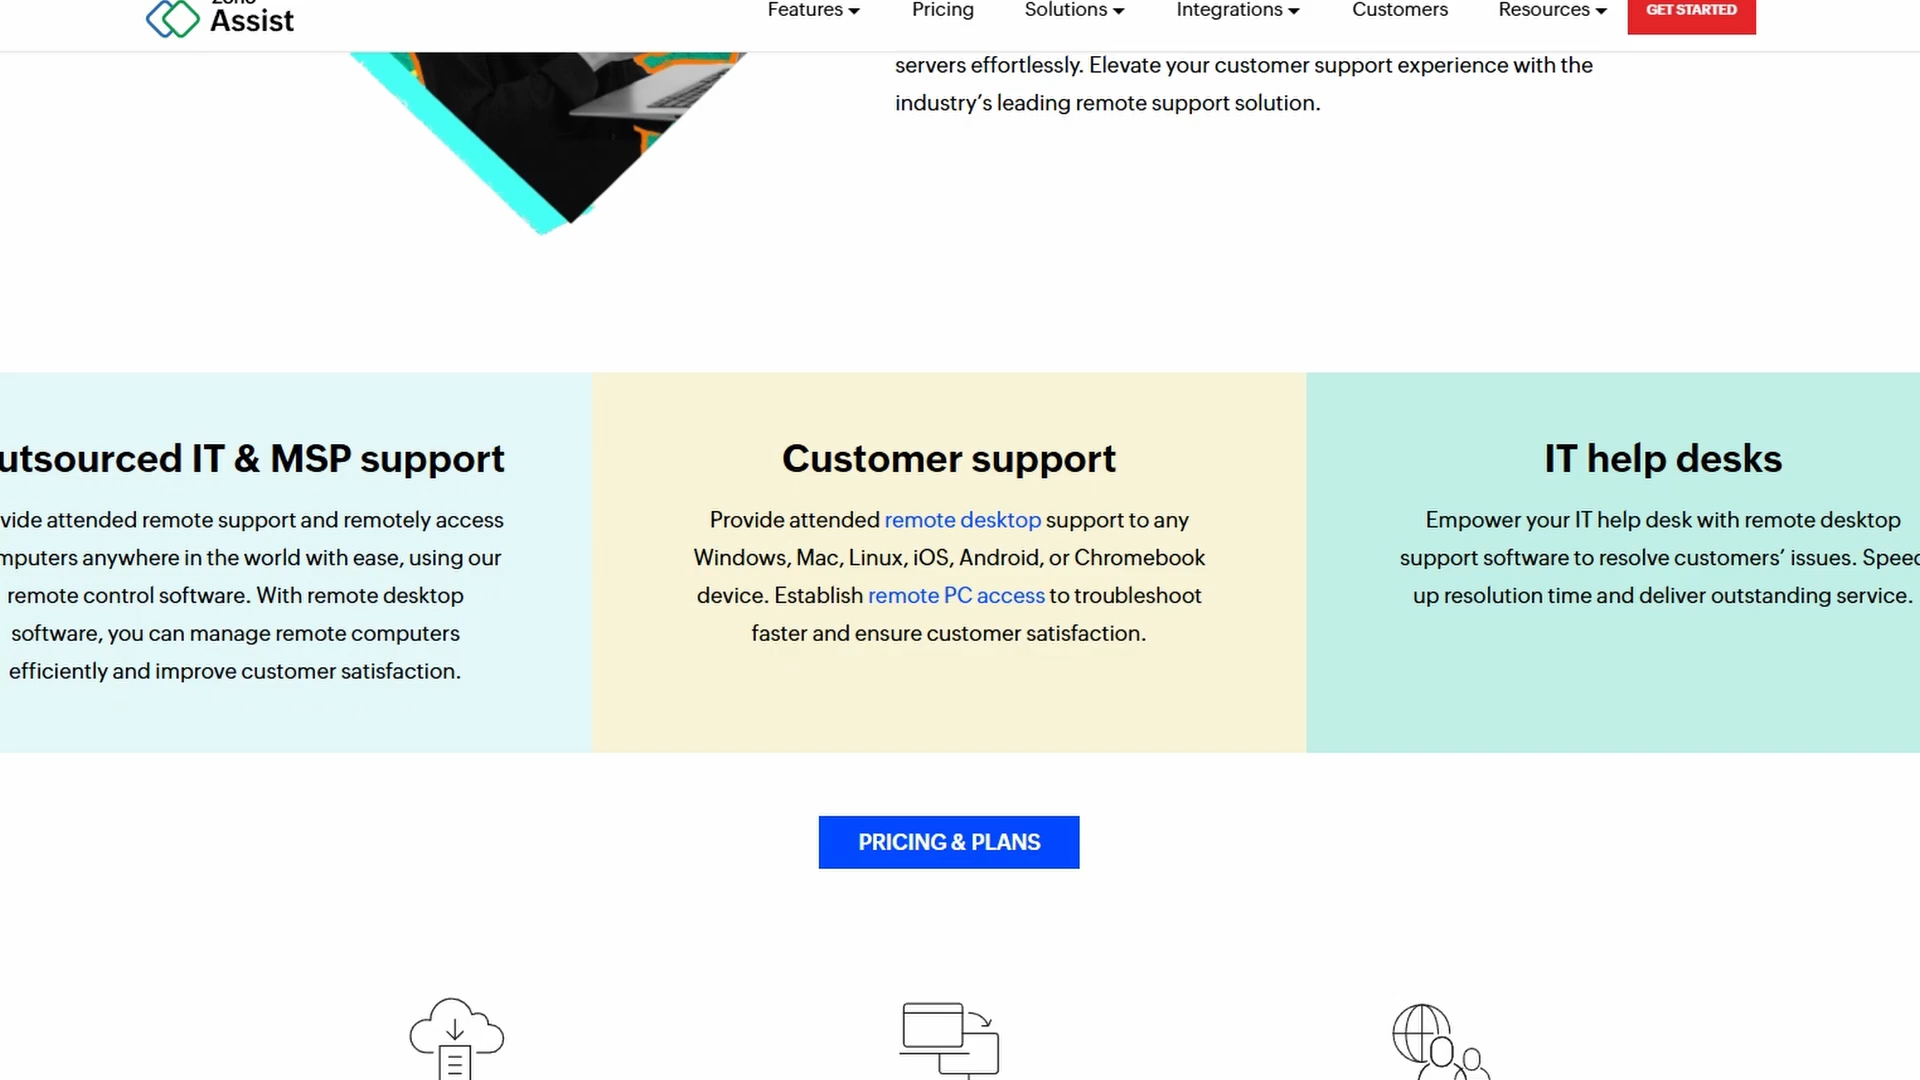 Assist
Features
Pricing
Solutions
Integrations
Customers
Resources
GET STARTED
servers effortlessly. Elevate your customer support experience with the
industry’s leading remote support solution.
utsourced IT & MSP support
vide attended remote support and remotely access
mputers anywhere in the world with ease, using our
remote control software. With remote desktop
software, you can manage remote computers
efficiently and improve customer satisfaction.
Customer support
Provide attended remote desktop support to any
Windows, Mac, Linux, iOS, Android, or Chromebook
device. Establish remote PC access to troubleshoot
faster and ensure customer satisfaction.
IT help desks
Empower your IT help desk with remote desktop
support software to resolve customers’ issues. Speed
up resolution time and deliver outstanding service.
PRICING & PLANS